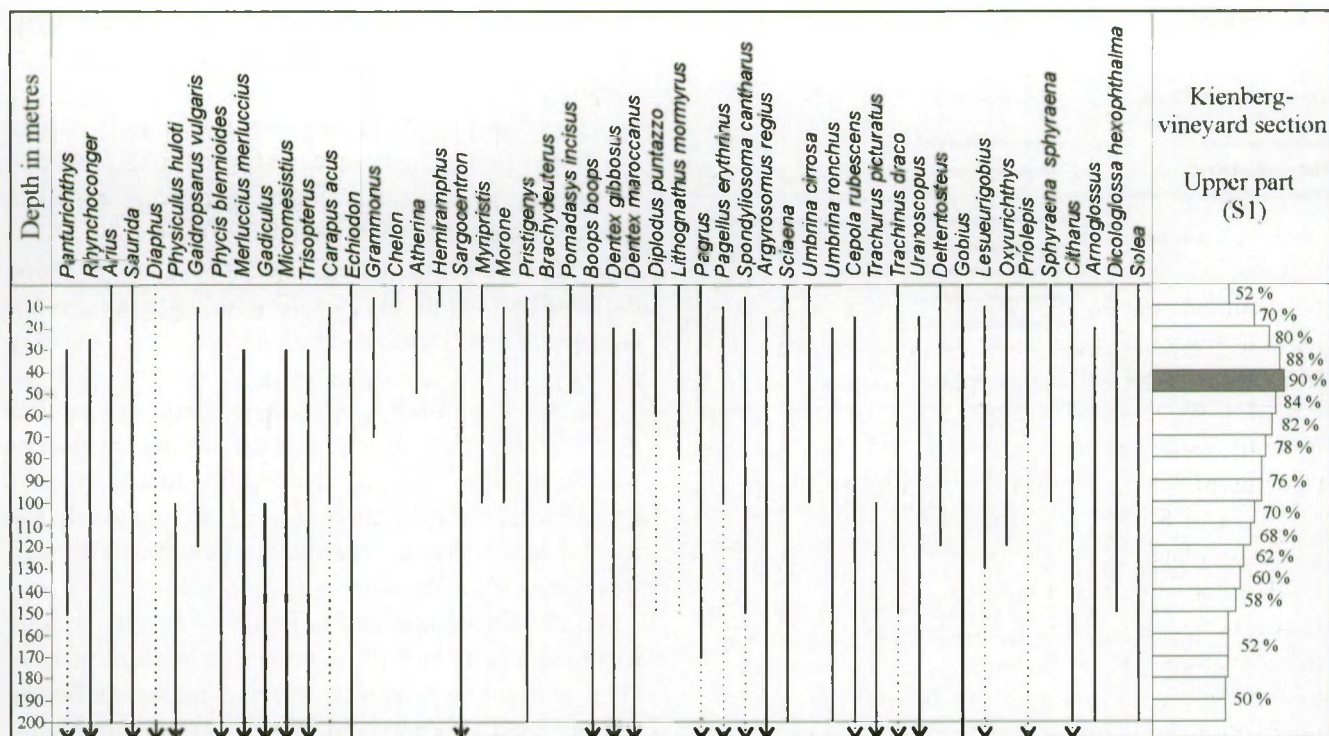 Depth in metres
Panturichthys
Rhynchoconger
Arius
Saurida
Diaphus
Physiculus huloti
Gaidropsarus vulgaris
Phycis blennioides
Merluccius merluccius
Gadiculus
Micromesistius
Trisopterus
Carapus acus
Echiodon
Grammonus
Chelon
Atherina
Hemiramphus
Sargocentron
Myripristis
Morone
Pristigenys
Brachydeuterus
Pomadasys incisus
Boops boops
Dentex gibbosus
Dentex maroccanus
Diplodus puntazzo
Lithognathus mormyrus
Pagrus
Pagellus erythrinus
Spondyliosoma cantharus
Argyrosomus regius
Sciaena
Umbrina cirrosa
Umbrina ronchus
Cepola rubescens
Trachurus picturatus
Trachinus draco
Uranoscopus
Deltentosteus
Gobius
Lesueurigobius
Oxyurichthys
Priolepis
Sphyraena sphyraena
Citharus
Arnoglossus
Dicologlossa hexophthalma
Solea
Kienberg-
vineyard section
Upper part
(S1)
10
20
30
40
50
60
70
80
90
100
110
120
130
140
150
160
170
180
190
200
52 %
70 %
80 %
88 %
90 %
84 %
82 %
78 %
76 %
70 %
68 %
62 %
60 %
58 %
52 %
50 %